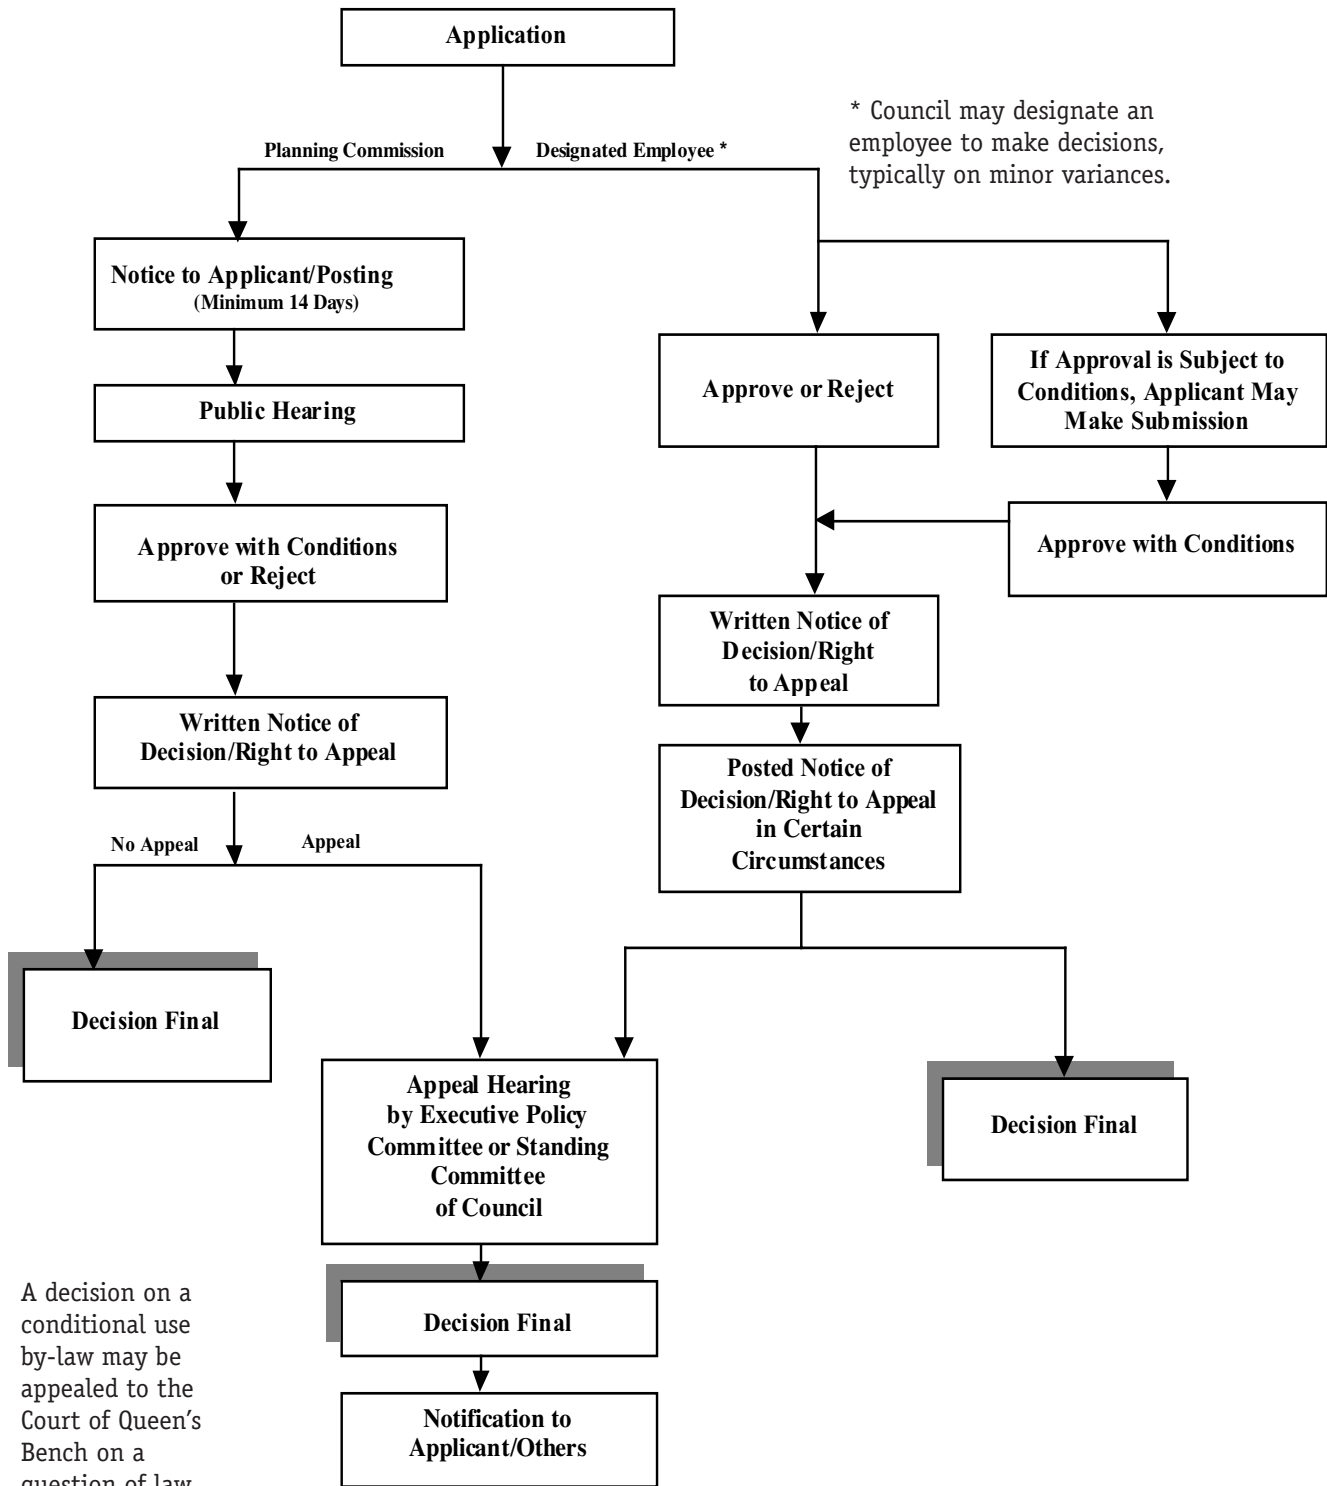 Application
* Council may designate an
employee to make decisions,
typically on minor variances.
Planning Commission
Designated Employee *
Notice to Applicant/Posting
(Minimum 14 Days)
Public Hearing
Approve with Conditions
or Reject
Written Notice of
Decision/Right to Appeal
No Appeal
Appeal
Decision Final
Approve or Reject
If Approval is Subject to
Conditions, Applicant May
Make Submission
Approve with Conditions
Written Notice of
Decision/Right
to Appeal
Posted Notice of
Decision/Right to Appeal
in Certain
Circumstances
Appeal Hearing
by Executive Policy
Committee or Standing
Committee
of Council
Decision Final
Decision Final
Notification to
Applicant/Others
A decision on a
conditional use
by-law may be
appealed to the
Court of Queen's
Bench on a
question of law